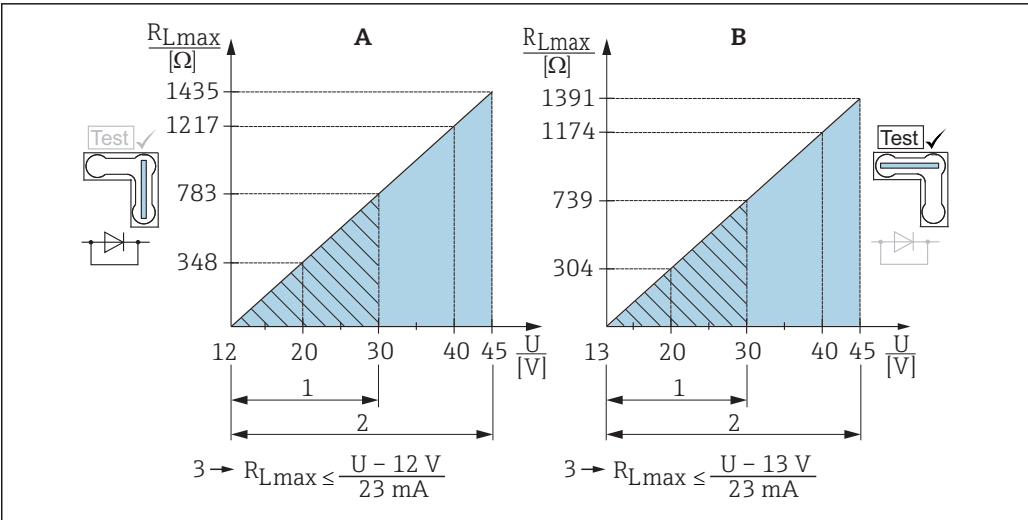 A
R_Lmax
[Ω]
1435
1217
783
348
Test
12 20 30 40 45 U
[V]
1
2
3 → R_Lmax ≤ U – 12 V
23 mA
B
R_Lmax
[Ω]
1391
1174
739
304
Test
13 20 30 40 45 U
[V]
1
2
3 → R_Lmax ≤ U – 13 V
23 mA